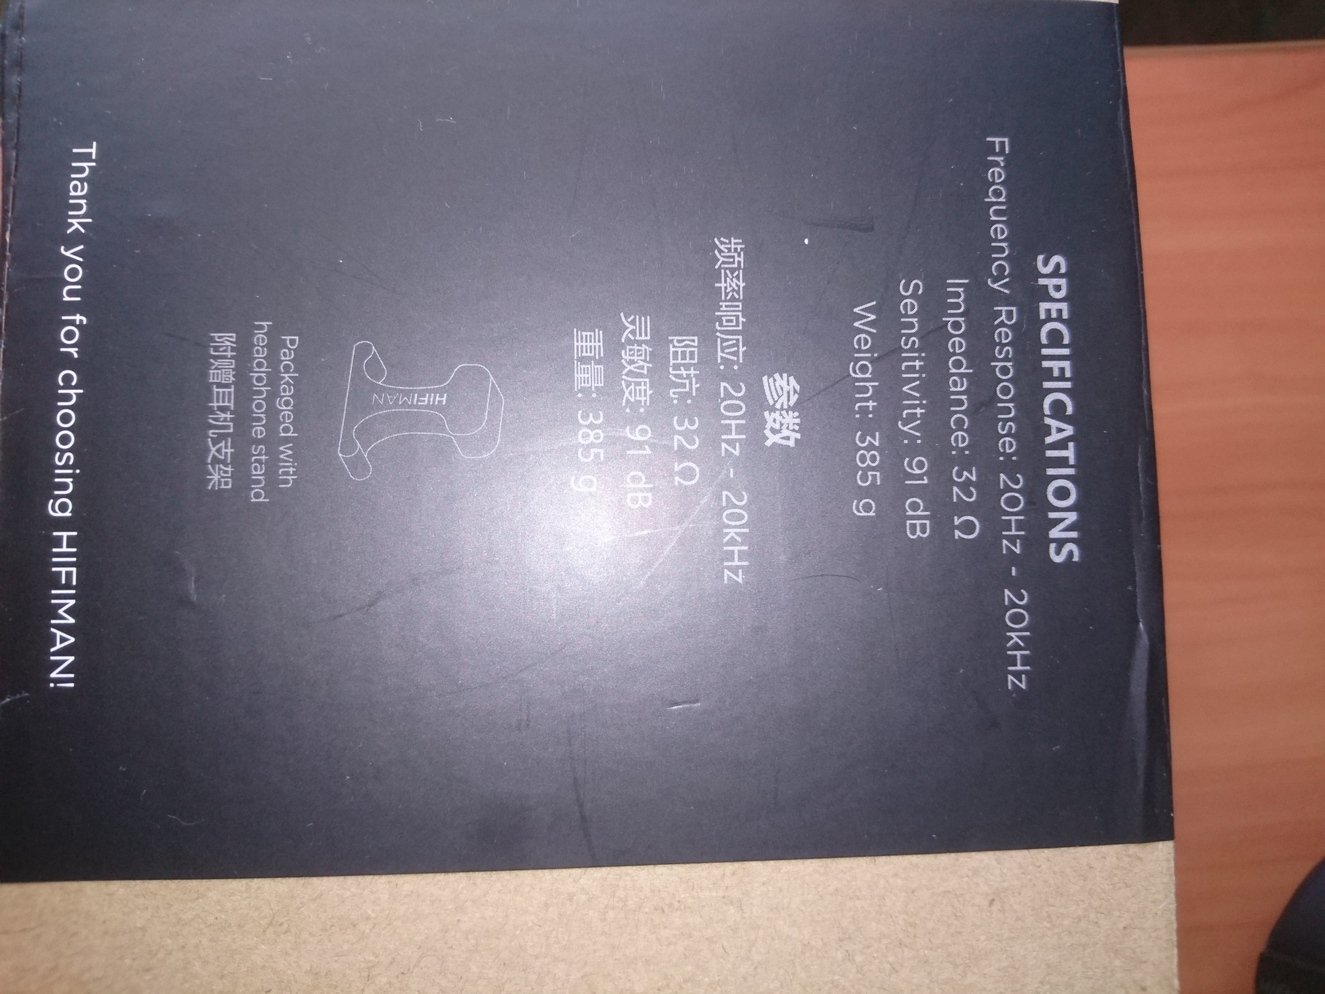 SPECIFICATIONS
Frequency Response: 20Hz - 20kHz
Impedance: 32 Ω
Sensitivity: 91 dB
Weight: 385 g
参数
频率响应: 20Hz - 20kHz
阻抗: 32 Ω
灵敏度: 91 dB
重量: 385 g
HIFIMAN
Packaged with
headphone stand
附赠耳机支架
Thank you for choosing HIFIMAN!